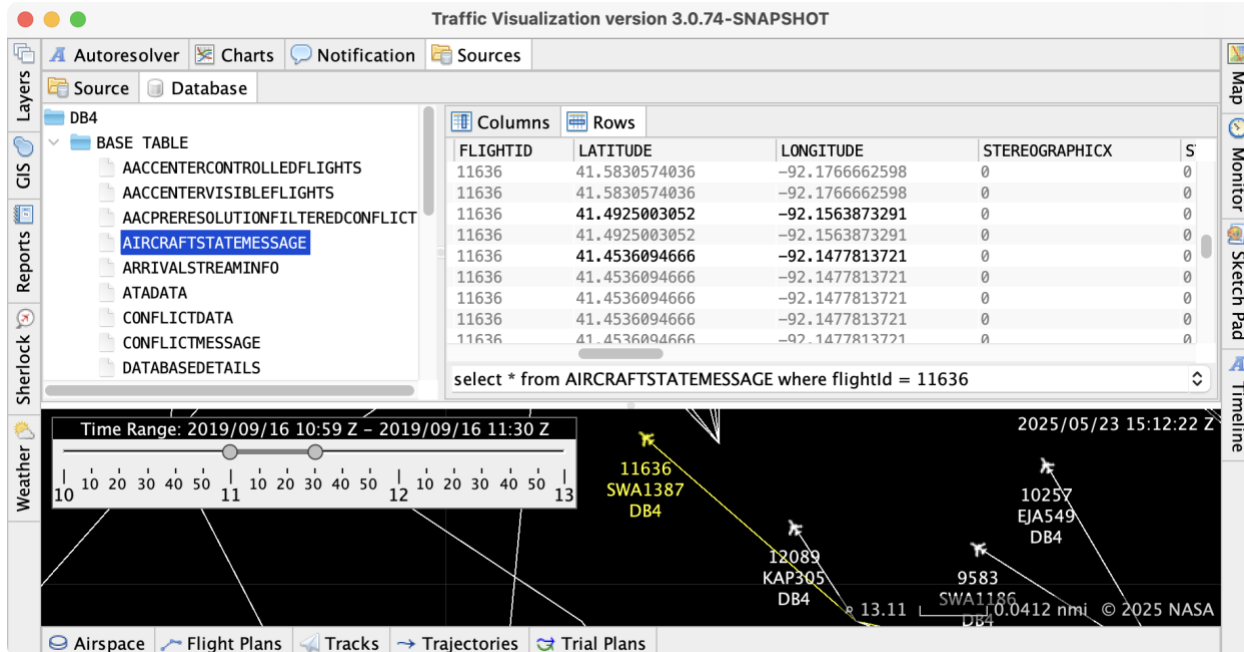 Traffic Visualization version 3.0.74-SNAPSHOT
Autoresolver Charts Notification Sources
Source Database
Layers
GIS
Reports
Sherlock
Weather
DB4
BASE TABLE
AACCENTERCONTROLLEDFLIGHTS
AACCENTERVISIBLEFLIGHTS
AACPRERESOLUTIONFILTEREDCONFLICT
AIRCRAFTSTATEMESSAGE
ARRIVALSTREAMINFO
ATADATA
CONFLICTDATA
CONFLICTMESSAGE
DATABASEDETAILS
Columns Rows
FLIGHTID LATITUDE LONGITUDE STEREOGRAPHICX
11636 41.5830574036 -92.1766662598 0 0
11636 41.5830574036 -92.1766662598 0 0
11636 41.4925003052 -92.1563873291 0 0
11636 41.4925003052 -92.1563873291 0 0
11636 41.4536094666 -92.1477813721 0 0
11636 41.4536094666 -92.1477813721 0 0
11636 41.4536094666 -92.1477813721 0 0
11636 41.4536094666 -92.1477813721 0 0
11636 41.4536094666 -92.1477813721 0 0
select * from AIRCRAFTSTATEMESSAGE where flightId = 11636
Map
Monitor
Sketch Pad
Timeline
Time Range: 2019/09/16 10:59 Z - 2019/09/16 11:30 Z
10 10 20 30 40 50 11 10 20 30 40 50 12 10 20 30 40 50 13
2025/05/23 15:12:22 Z
11636
SWA1387
DB4
12089
KAP305
DB4
10257
EJA549
DB4
9583
SWA1186
DB4
13.11 0.0412 nmi © 2025 NASA
Airspace Flight Plans Tracks Trajectories Trial Plans